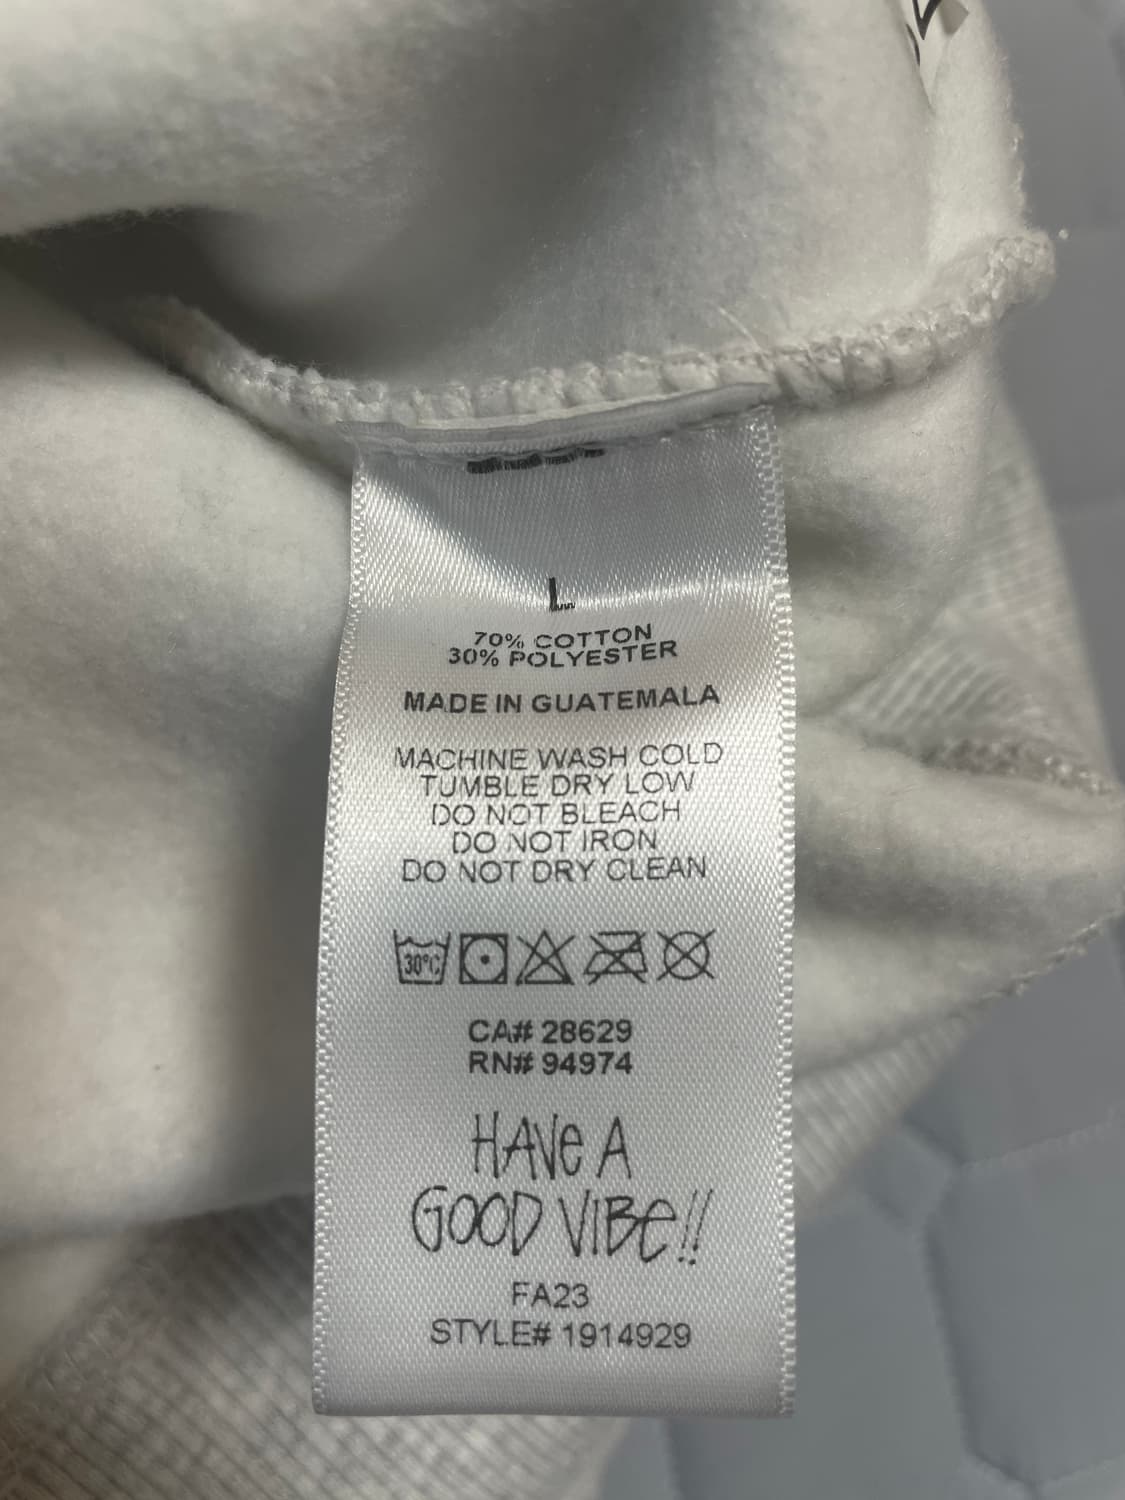 L
70% COTTON
30% POLYESTER
MADE IN GUATEMALA
MACHINE WASH COLD
TUMBLE DRY LOW
DO NOT BLEACH
DO NOT IRON
DO NOT DRY CLEAN
30°C
CA# 28629
RN# 94974
HAVE A
GOOD VIBE!!
FA23
STYLE# 1914929